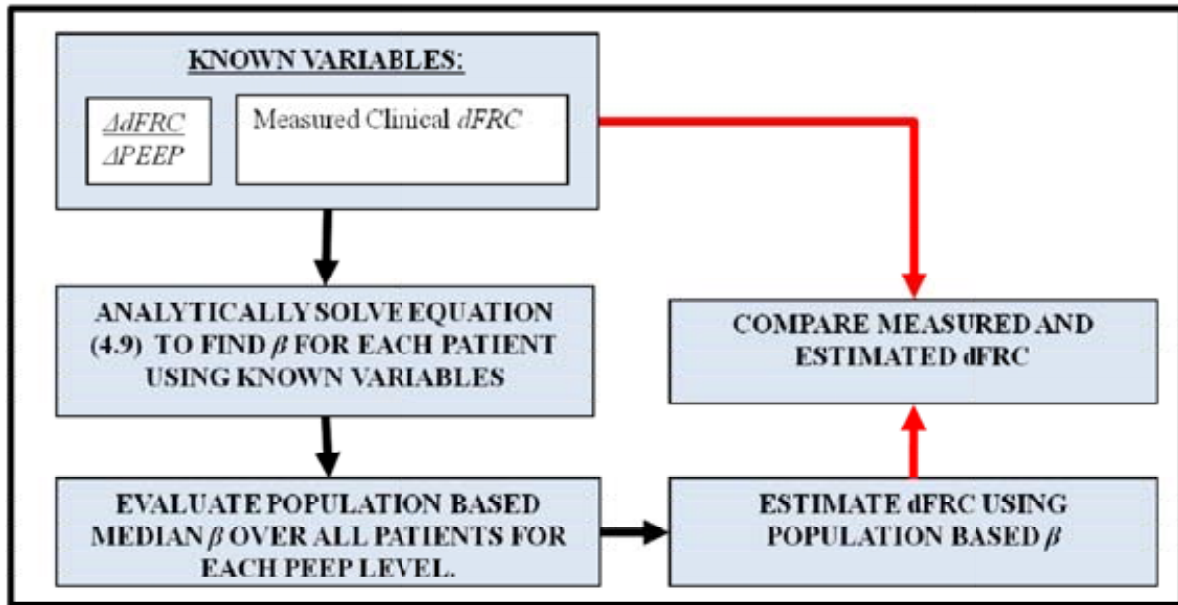 KNOWN VARIABLES:
ΔdFRC
ΔPEEP
Measured Clinical dFRC
ANALYTICALLY SOLVE EQUATION
(4.9) TO FIND β FOR EACH PATIENT
USING KNOWN VARIABLES
EVALUATE POPULATION BASED
MEDIAN β OVER ALL PATIENTS FOR
EACH PEEP LEVEL.
ESTIMATE dFRC USING
POPULATION BASED β
COMPARE MEASURED AND
ESTIMATED dFRC